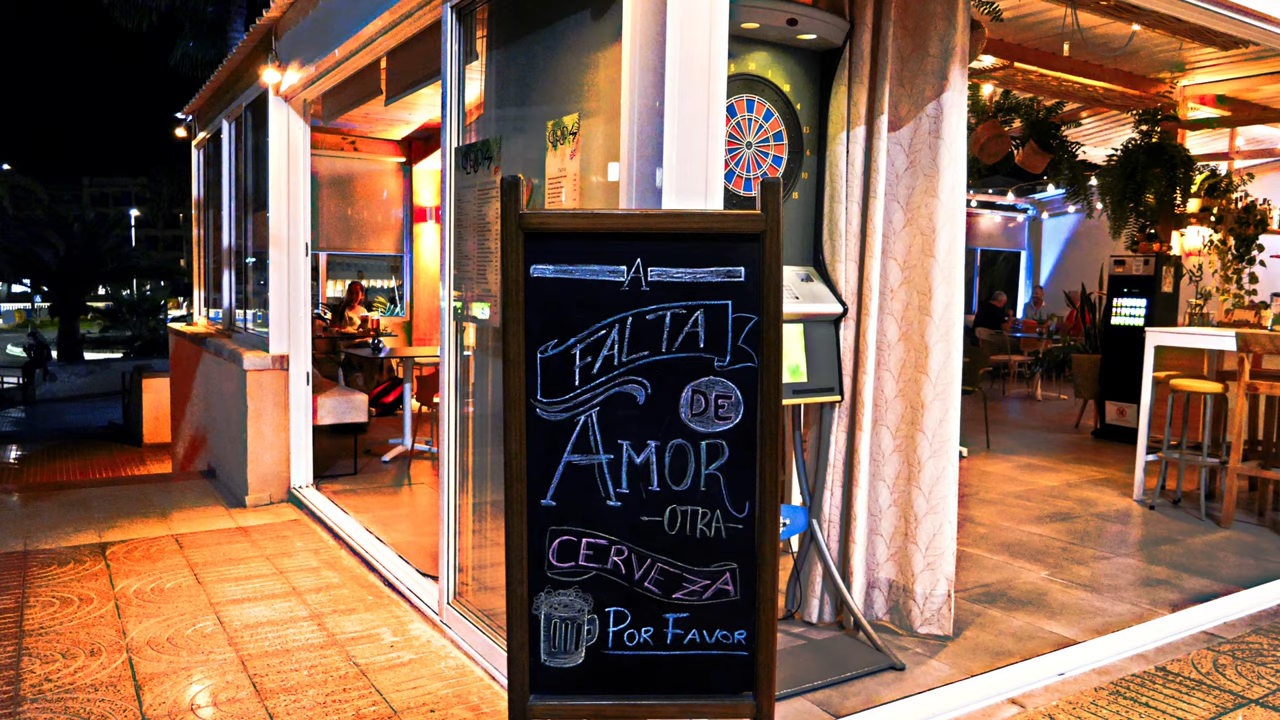 A
FALTA
DE
AMOR
-OTRA-
CERVEZA
POR FAVOR